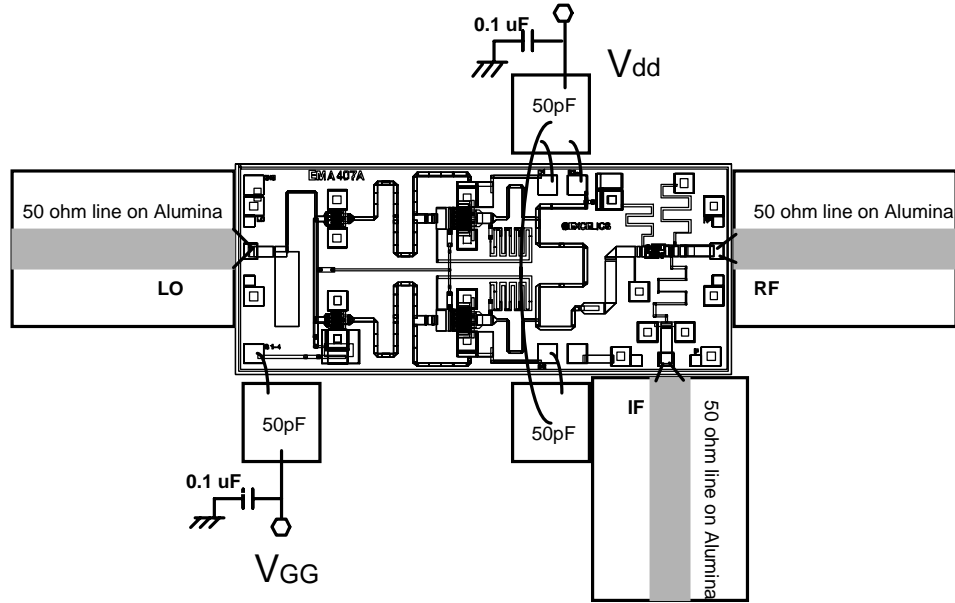 0.1 uF
Vdd
50pF
EMA407A
50 ohm line on Alumina
50 ohm line on Alumina
LO
RF
50pF
50pF
IF
50 ohm line on Alumina
0.1 uF
VGG